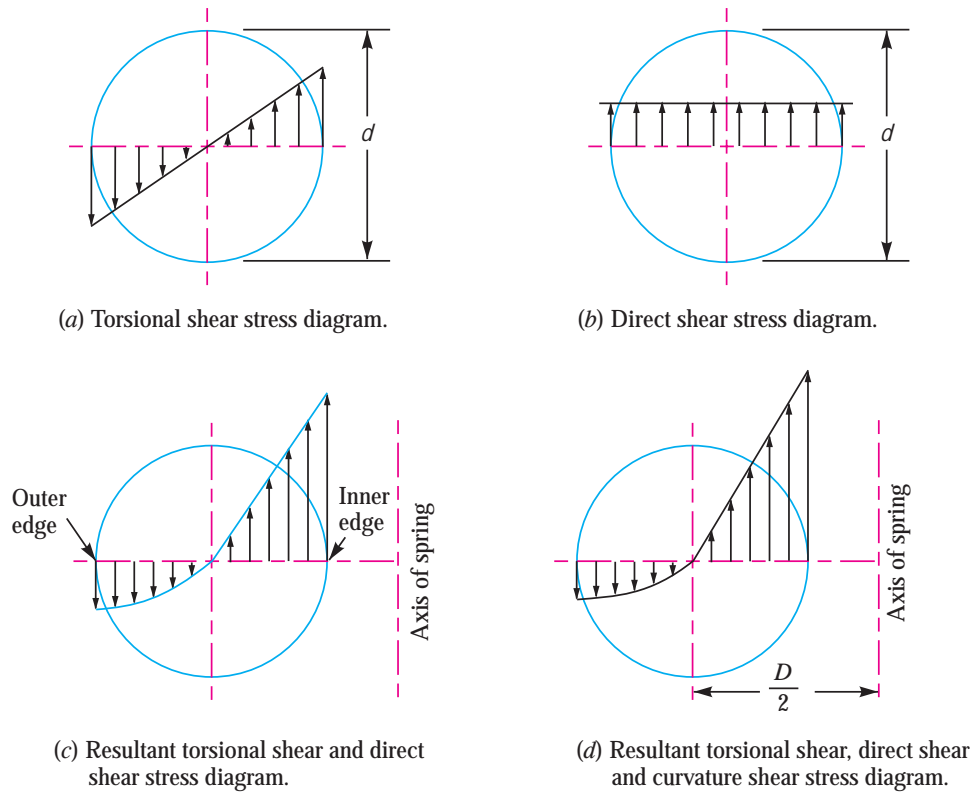 d
d
(a) Torsional shear stress diagram.
(b) Direct shear stress diagram.
Outer
edge
Inner
edge
Axis of spring
Axis of spring
D
2
(c) Resultant torsional shear and direct
shear stress diagram.
(d) Resultant torsional shear, direct shear
and curvature shear stress diagram.